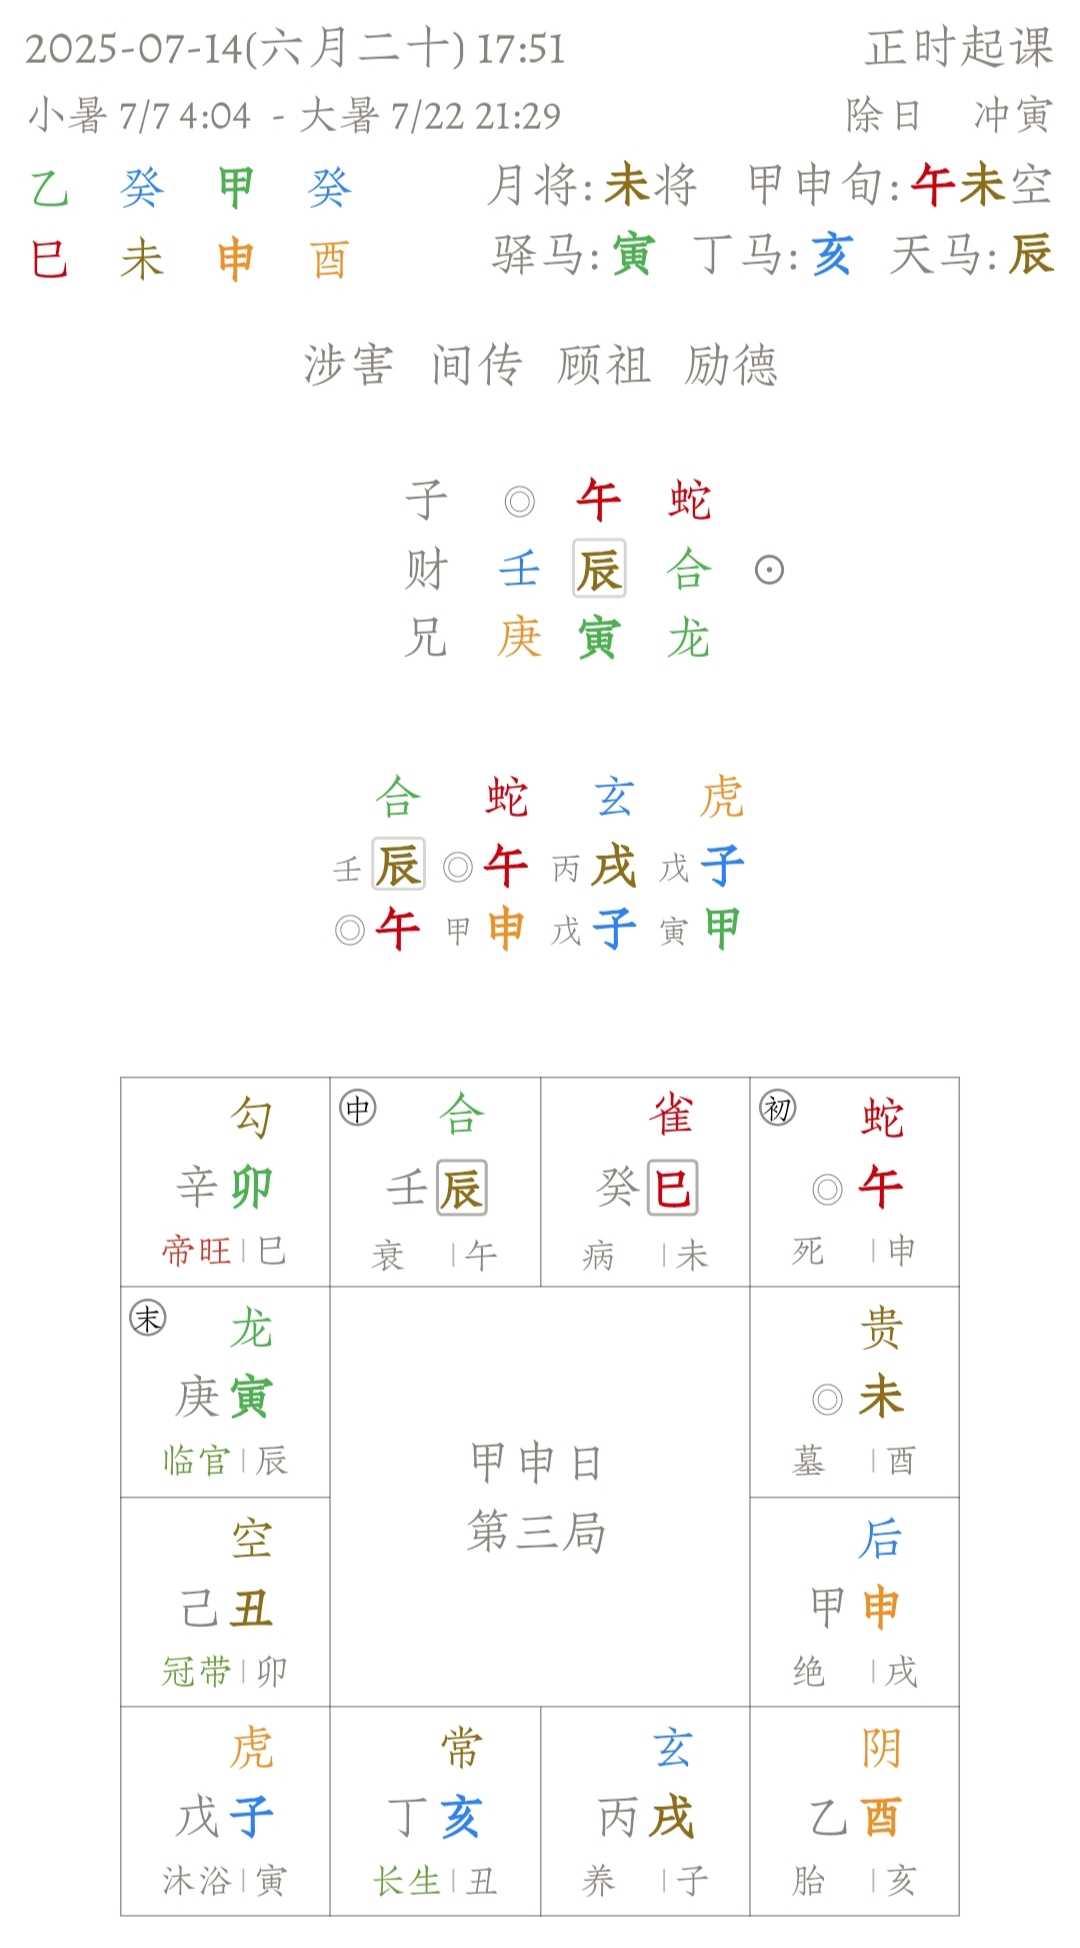 2025-07-14(六月二十) 17:51 正时起课
小暑 7/7 4:04 - 大暑 7/22 21:29 除日 冲寅
乙 癸 甲 癸 月将:未将 甲申旬:午未空
巳 未 申 酉 驿马:寅 丁马:亥 天马:辰
涉害 间传 顾祖 励德
子 ◎ 午 蛇
财 壬 辰 合 ⊙
兄 庚 寅 龙
合 蛇 玄 虎
壬 辰 ◎ 午 丙 戌 戊 子
◎ 午 甲 申 戊 子 寅 甲
勾 中 合 雀 初 蛇
辛 卯 壬 辰 癸 巳 ◎ 午
帝旺|巳 衰 |午 病 |未 死 |申
末 龙 贵
庚 寅 ◎ 未
临官|辰 墓 |酉
甲申日
第三局
空 后
己 丑 甲 申
冠带|卯 绝 |戌
虎 常 玄 阴
戊 子 丁 亥 丙 戌 乙 酉
沐浴|寅 长生|丑 养 |子 胎 |亥